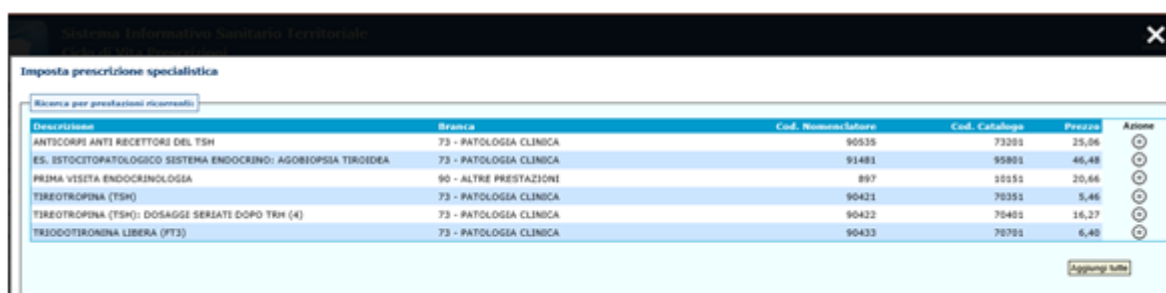 Sistema Informativo Sanitario Territoriale
Ciclo di Vita Prescrizioni
Imposta prescrizione specialistica
Ricerca per prestazioni ricorrenti:
Descrizione Branca Cod. Nomenclatore Cod. Catalogo Prezzo Azione
ANTICORPI ANTI RECETTORI DEL TSH 73 - PATOLOGIA CLINICA 90535 73201 25,06
ES. ISTOCITOPATOLOGICO SISTEMA ENDOCRINO: AGOBIOPSIA TIROIDEA 73 - PATOLOGIA CLINICA 91481 95801 46,48
PRIMA VISITA ENDOCRINOLOGIA 90 - ALTRE PRESTAZIONI 897 10151 20,66
TIREOTROPINA (TSH) 73 - PATOLOGIA CLINICA 90421 70351 5,46
TIREOTROPINA (TSH): DOSAGGI SERIATI DOPO TRH (4) 73 - PATOLOGIA CLINICA 90422 70401 16,27
TRIODOTIRONINA LIBERA (FT3) 73 - PATOLOGIA CLINICA 90433 70701 6,40
Aggiungi tutte